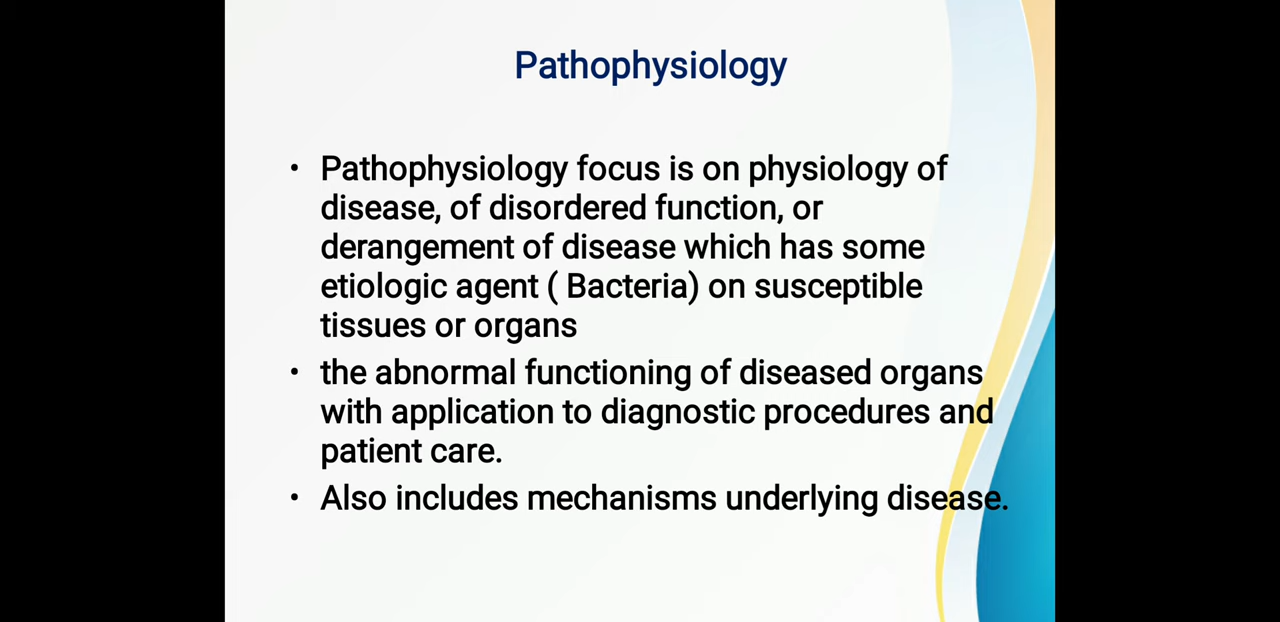 Pathophysiology
• Pathophysiology focus is on physiology of
disease, of disordered function, or
derangement of disease which has some
etiologic agent ( Bacteria) on susceptible
tissues or organs
• the abnormal functioning of diseased organs
with application to diagnostic procedures and
patient care.
• Also includes mechanisms underlying disease.